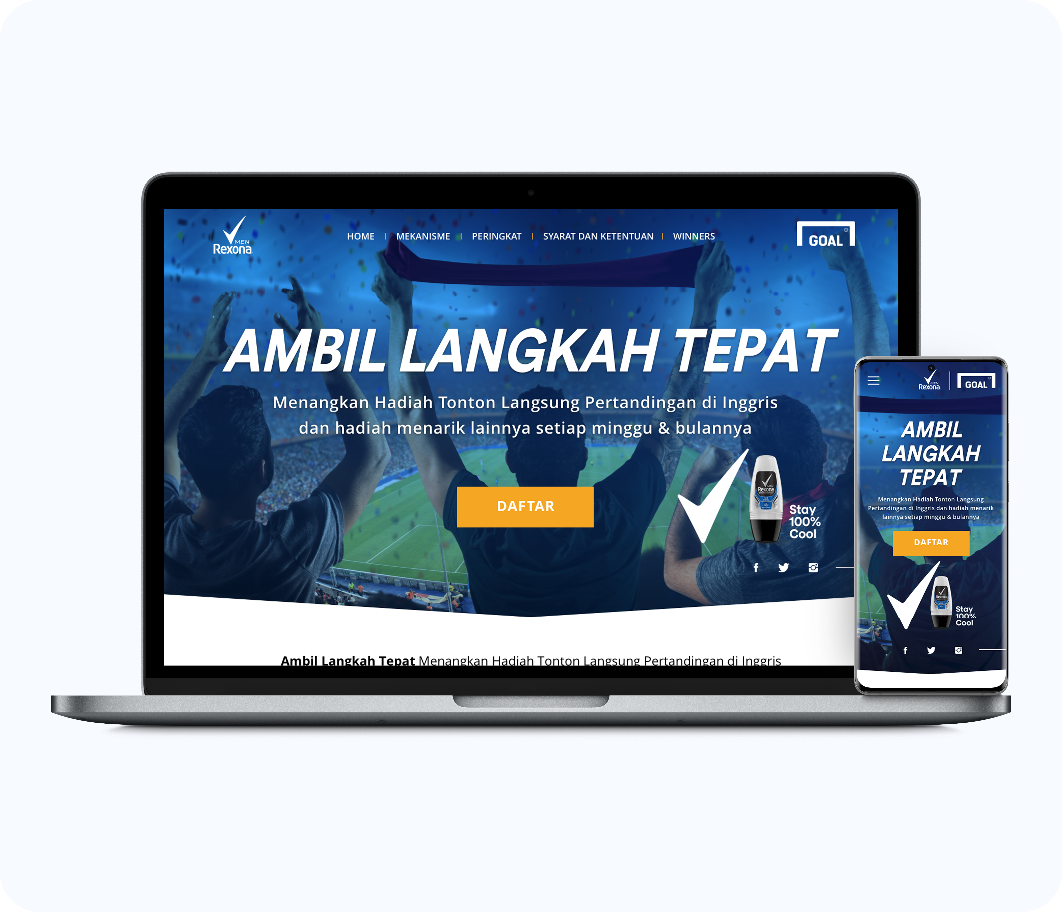 MEN
Rexona
HOME | MEKANISME | PERINGKAT | SYARAT DAN KETENTUAN | WINNERS
GOAL
AMBIL LANGKAH TEPAT
Menangkan Hadiah Tonton Langsung Pertandingan di Inggris
dan hadiah menarik lainnya setiap minggu & bulannya
DAFTAR
Rexona
Stay
100%
Cool
Ambil Langkah Tepat Menangkan Hadiah Tonton Langsung Pertandingan di Inggris
Rexona
GOAL
AMBIL
LANGKAH
TEPAT
Menangkan Hadiah Tonton Langsung
Pertandingan di Inggris dan hadiah menarik
lainnya setiap minggu & bulannya
DAFTAR
Stay
100%
Cool